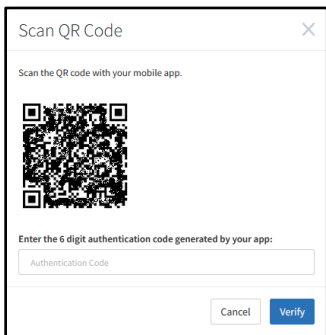 Scan QR Code
Scan the QR code with your mobile app.
Enter the 6 digit authentication code generated by your app:
Authentication Code
Cancel Verify